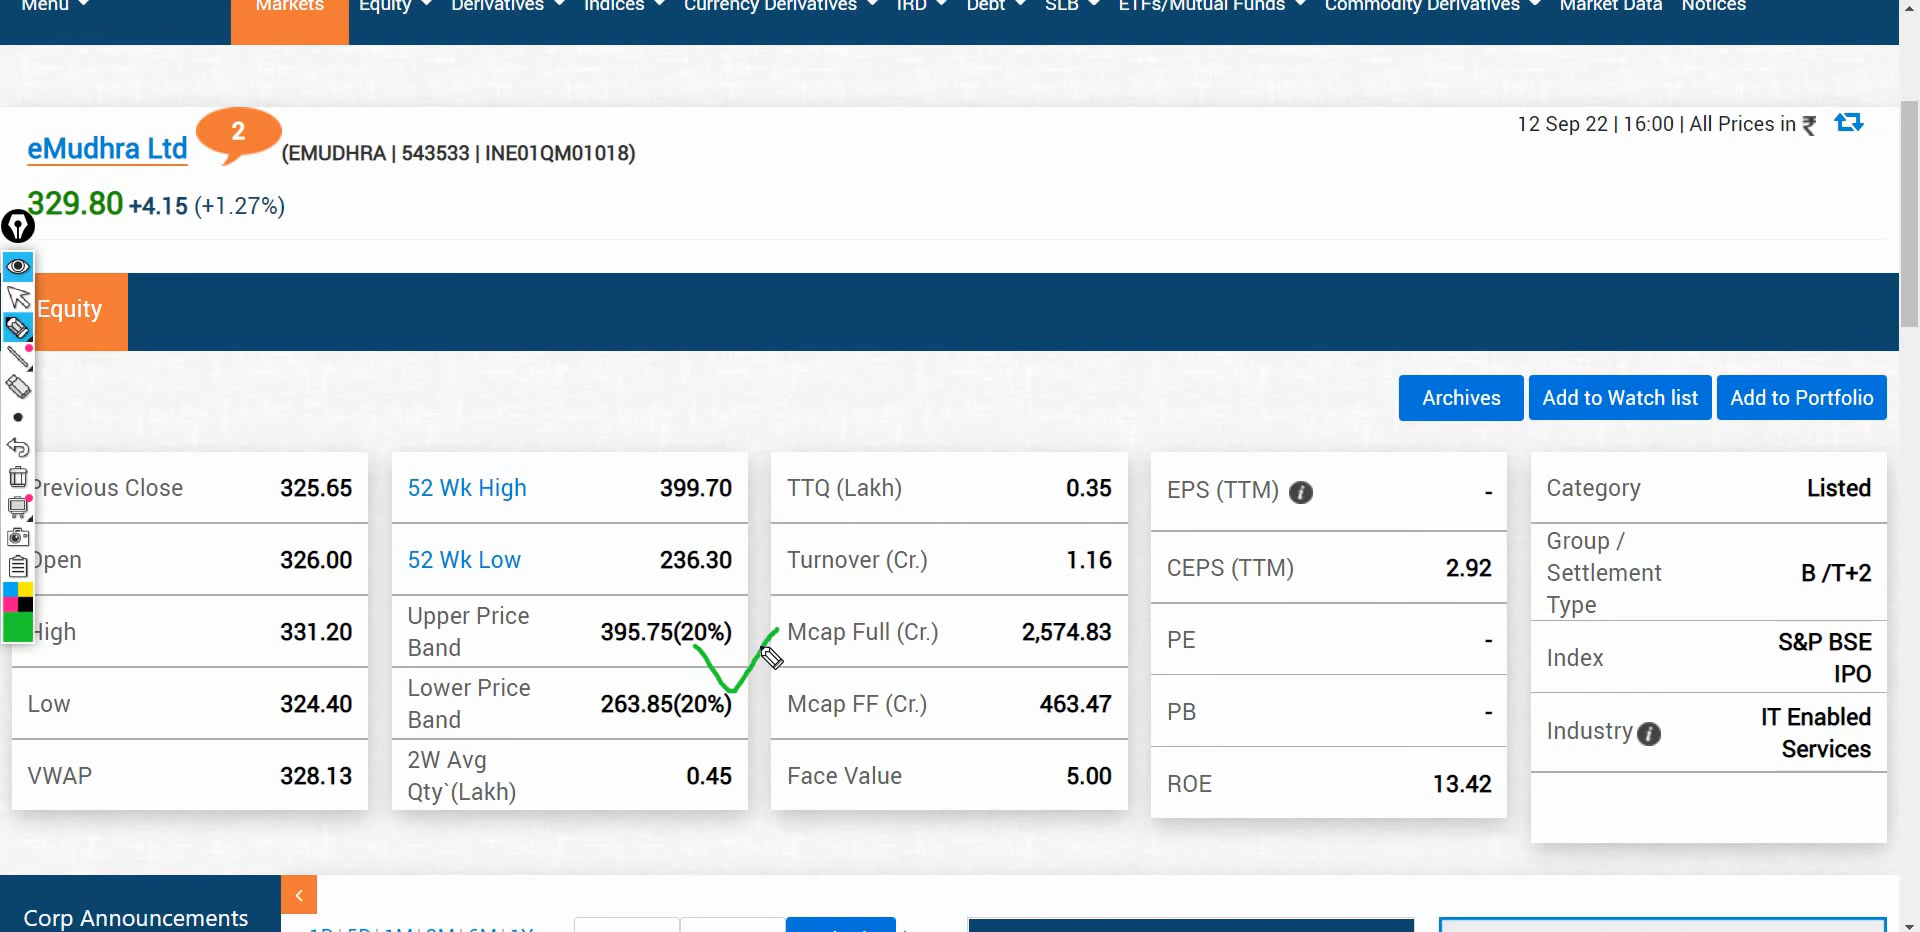 Menu Markets Equity Derivatives Indices Currency Derivatives IRD Debt SLB ETFs/Mutual Funds Commodity Derivatives Market Data Notices
eMudhra Ltd 2 (EMUDHRA | 543533 | INE01QM01018)
12 Sep 22 | 16:00 | All Prices in ₹
329.80 +4.15 (+1.27%)
Equity
Archives Add to Watch list Add to Portfolio
Previous Close 325.65
Open 326.00
High 331.20
Low 324.40
VWAP 328.13
52 Wk High 399.70
52 Wk Low 236.30
Upper Price
Band 395.75(20%)
Lower Price
Band 263.85(20%)
2W Avg
Qty`(Lakh) 0.45
TTQ (Lakh) 0.35
Turnover (Cr.) 1.16
Mcap Full (Cr.) 2,574.83
Mcap FF (Cr.) 463.47
Face Value 5.00
EPS (TTM) -
CEPS (TTM) 2.92
PE -
PB -
ROE 13.42
Category Listed
Group /
Settlement
Type B /T+2
Index S&P BSE
IPO
Industry IT Enabled
Services
Corp Announcements